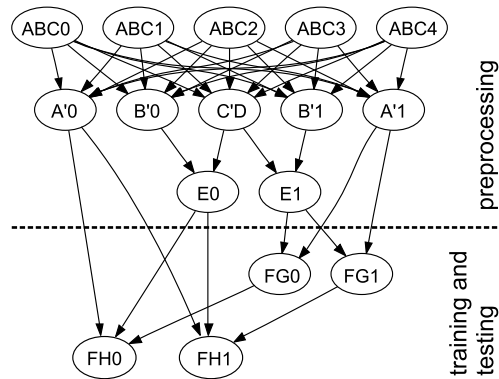 ABC0 ABC1 ABC2 ABC3 ABC4
A'0 B'0 C'D B'1 A'1
preprocessing
E0 E1
FG0 FG1
training and
testing
FH0 FH1